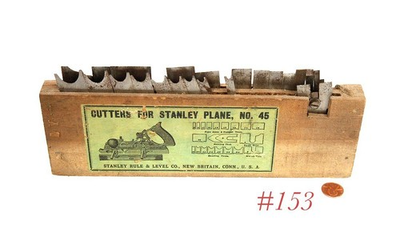 CUTTERS FOR STANLEY PLANE, NO. 45
STANLEY RULE & LEVEL CO., NEW BRITAIN, CONN., U. S. A.
#153